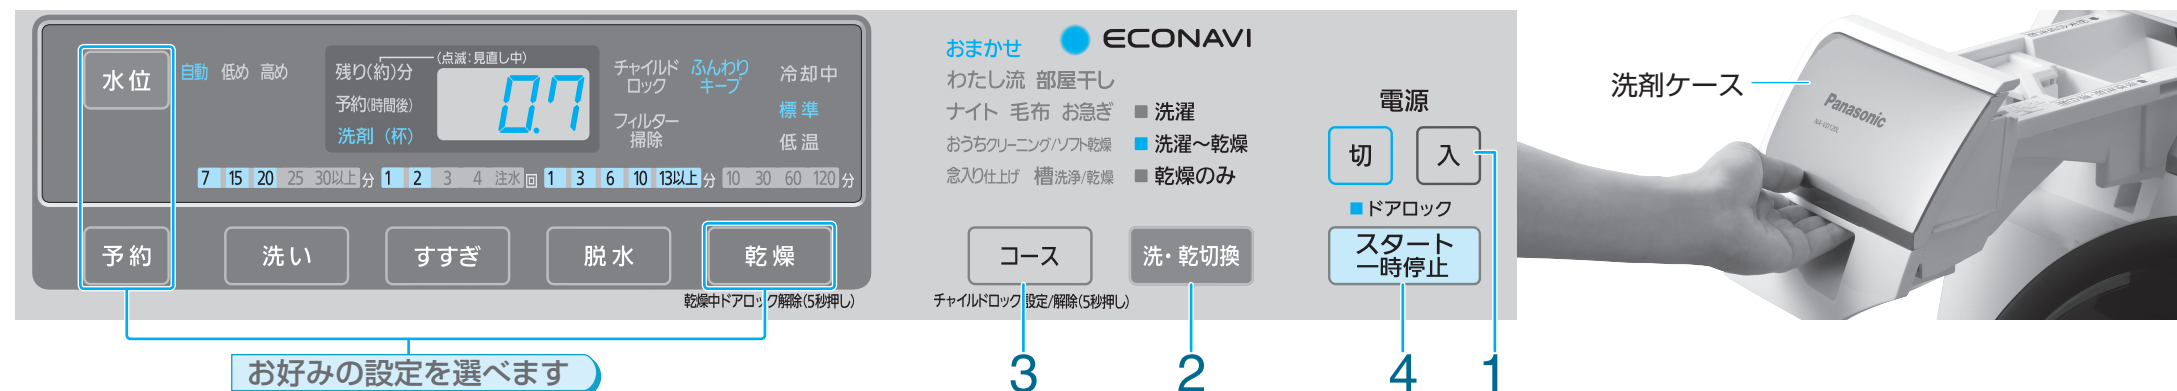 水位
自動 低め 高め
残り(約)分
(点滅:見直し中)
予約(時間後)
洗剤(杯)
0.7
チャイルド
ロック
ふんわり
キープ
フィルター
掃除
冷却中
標準
低温
7 15 20 25 30以上 分 1 2 3 4 注水 回 1 3 6 10 13以上 分 10 30 60 120 分
予約
洗い
すすぎ
脱水
乾燥
乾燥中ドアロック解除(5秒押し)
お好みの設定を選べます
おまかせ
ECONAVI
わたし流 部屋干し
ナイト 毛布 お急ぎ
おうちクリーニング/ソフト乾燥
念入り仕上げ 槽洗浄/乾燥
洗濯
洗濯～乾燥
乾燥のみ
コース
洗・乾切換
チャイルドロック設定/解除(5秒押し)
電源
切
入
ドアロック
スタート
一時停止
3
2
4
1
洗剤ケース
Panasonic